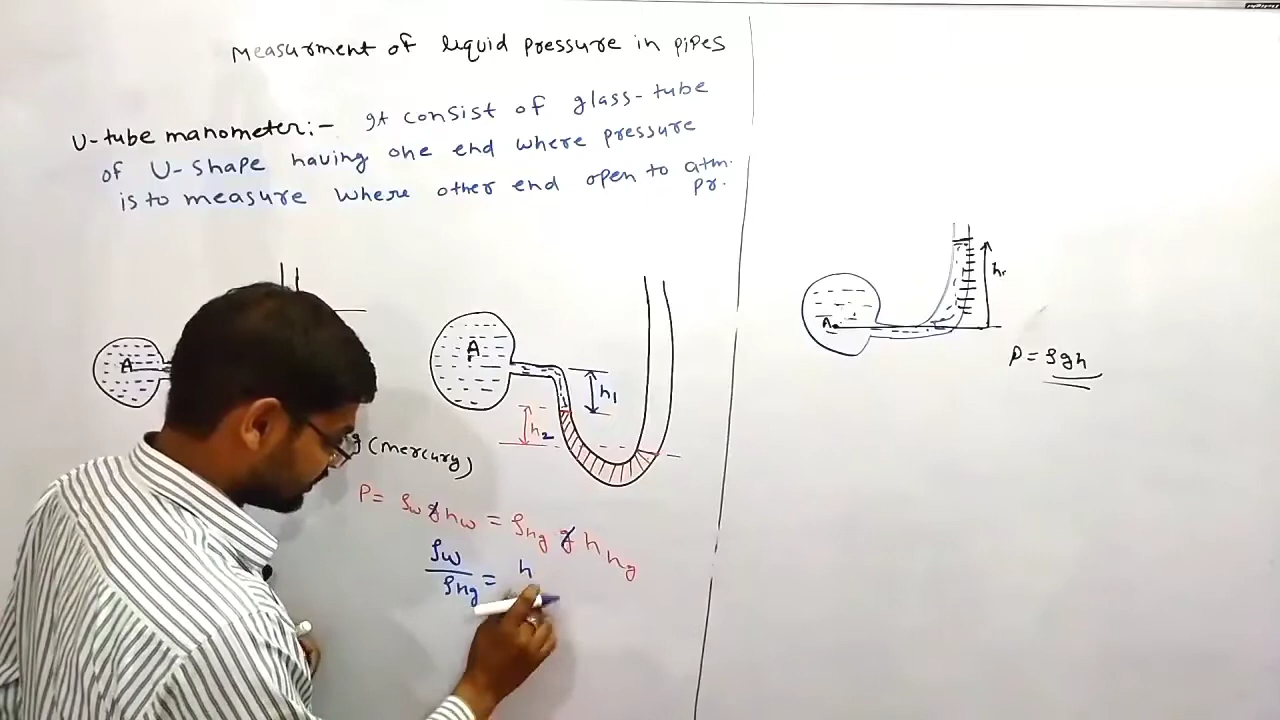 Measurment of liquid pressure in pipes
U-tube manometer:- It consist of glass-tube
of U-shape having one end where pressure
is to measure where other end open to atm.
pr.
A
A
h1
h2
g (mercury)
P = ρw g hw = ρHg g hHg
ρw/ρHg = h
A
h
P = ρgh